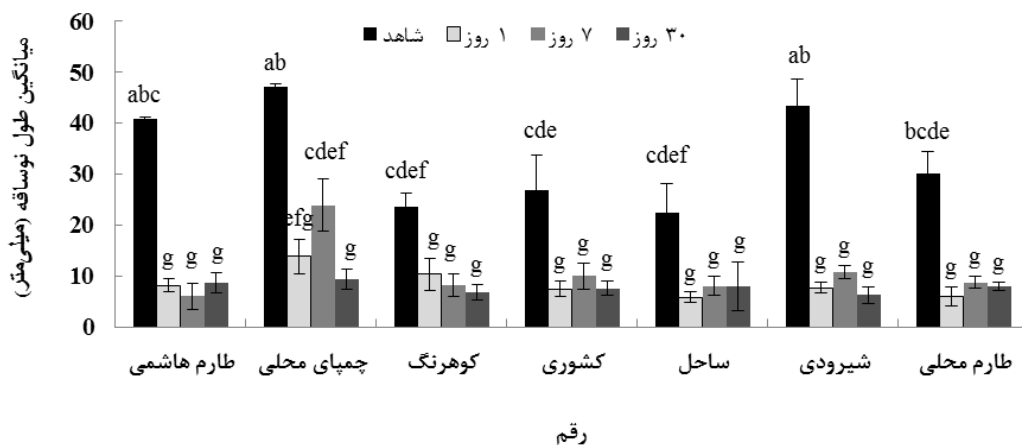 میانگین طول نوساقه (میلی‌متر)
60
50
40
30
20
10
0
شاهد ۱ روز ۷ روز ۳۰ روز
abc g g g
ab efg cdef g
cdef g g g
cde g g g
cdef g g g
ab g g g
bcde g g g
طارم هاشمی چمپای محلی کوهرنگ کشوری ساحل شیرودی طارم محلی
رقم